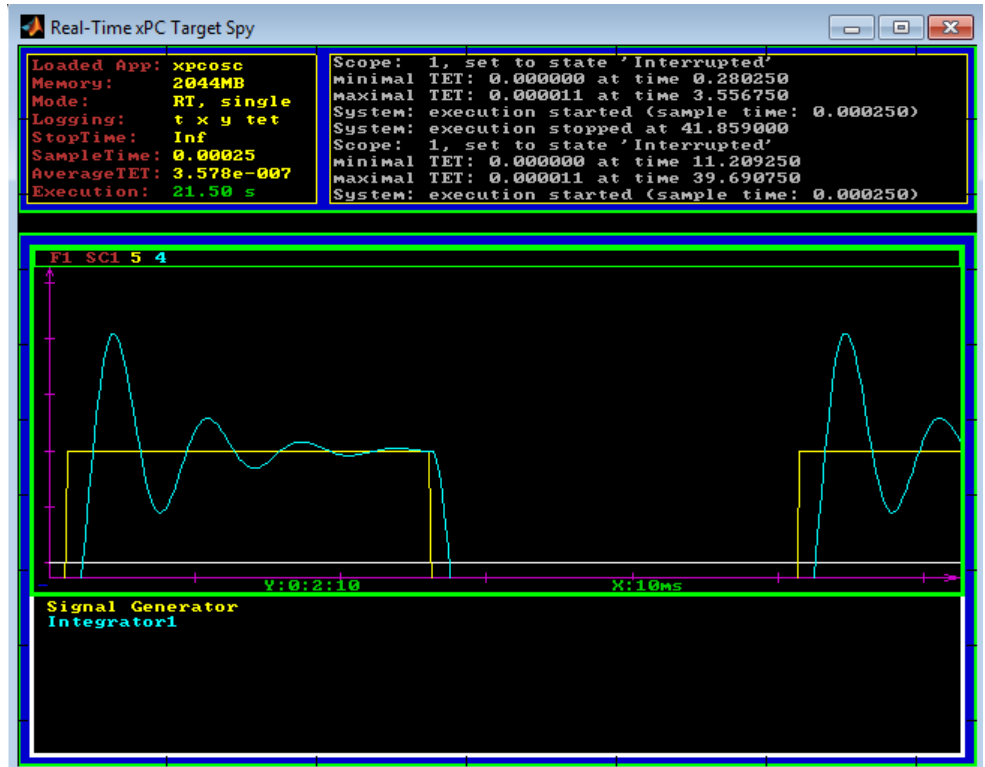 Real-Time xPC Target Spy
Loaded App: xpcosc
Memory: 2044MB
Mode: RT, single
Logging: t x y tet
StopTime: Inf
SampleTime: 0.00025
AverageTET: 3.578e-007
Execution: 21.50 s
Scope: 1, set to state 'Interrupted'
minimal TET: 0.000000 at time 0.280250
maximal TET: 0.000011 at time 3.556750
System: execution started (sample time: 0.000250)
System: execution stopped at 41.859000
Scope: 1, set to state 'Interrupted'
minimal TET: 0.000000 at time 11.209250
maximal TET: 0.000011 at time 39.690750
System: execution started (sample time: 0.000250)
F1 SC1 5 4
Y:0:2:10 X:10ms
Signal Generator
Integrator1